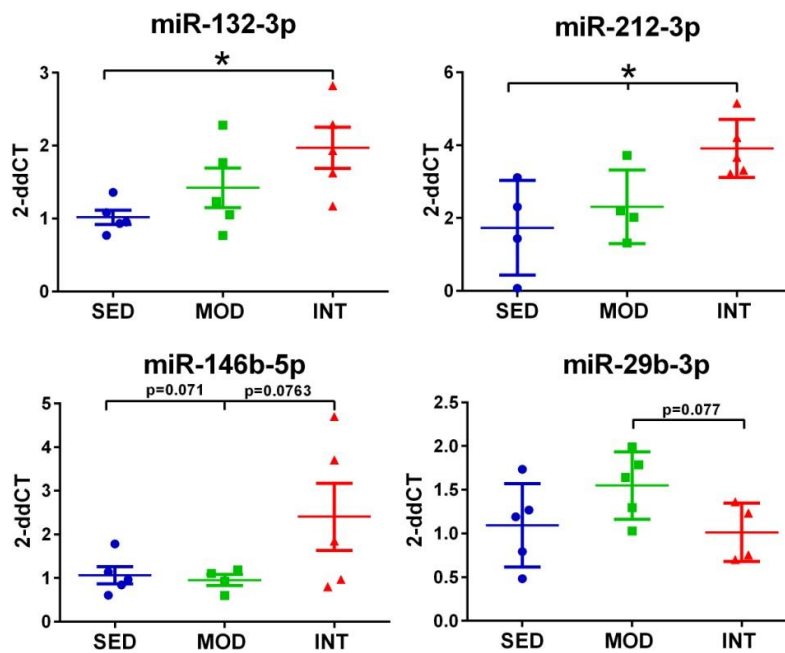 miR-132-3p
*
3
2
1
0
2-ddCT
SED MOD INT
miR-212-3p
*
6
4
2
0
2-ddCT
SED MOD INT
miR-146b-5p
p=0.071 p=0.0763
5
4
3
2
1
0
2-ddCT
SED MOD INT
miR-29b-3p
p=0.077
2.5
2.0
1.5
1.0
0.5
0.0
2-ddCT
SED MOD INT